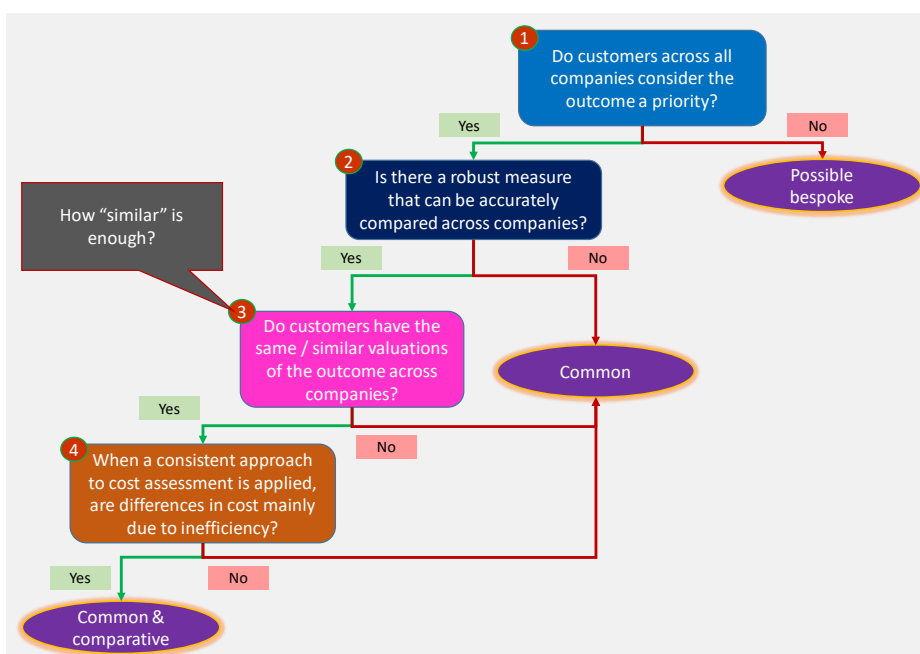 1
Do customers across all
companies consider the
outcome a priority?
Yes
No
2
Is there a robust measure
that can be accurately
compared across companies?
Possible
bespoke
How “similar” is
enough?
Yes
No
3
Do customers have the
same / similar valuations
of the outcome across
companies?
Common
Yes
No
4
When a consistent approach
to cost assessment is applied,
are differences in cost mainly
due to inefficiency?
Yes
No
Common &
comparative